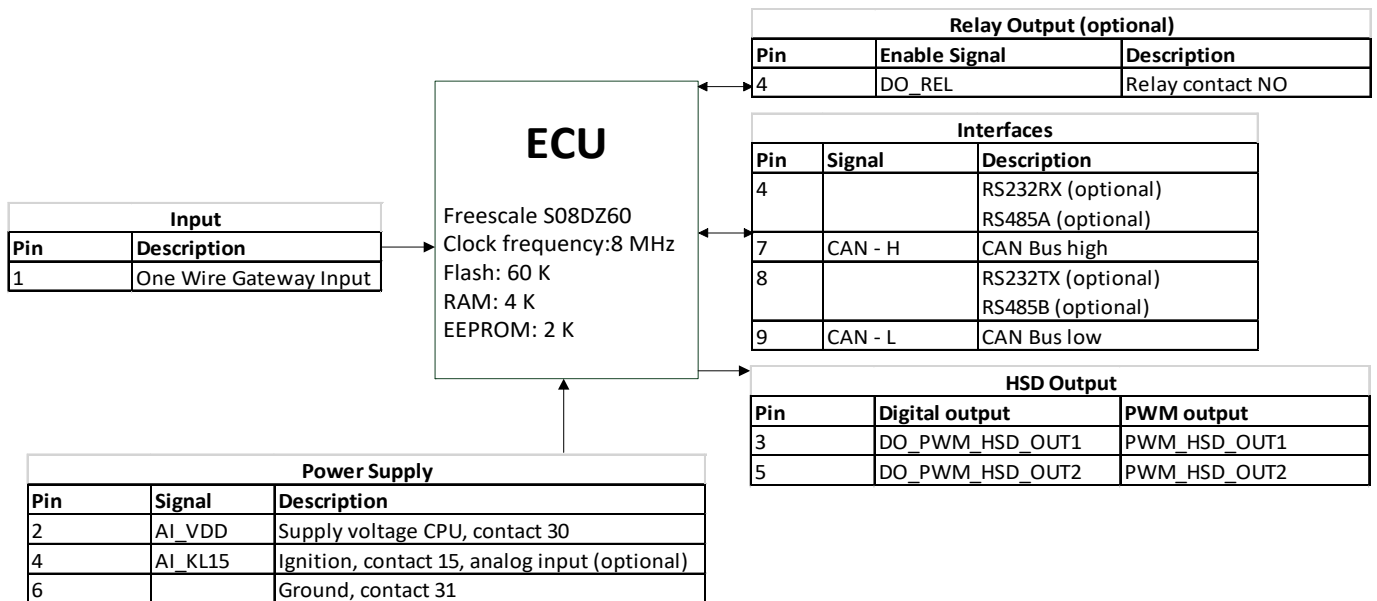 Relay Output (optional)
Pin Enable Signal Description
4 DO_REL Relay contact NO
ECU
Freescale S08DZ60
Clock frequency:8 MHz
Flash: 60 K
RAM: 4 K
EEPROM: 2 K
Input
Pin Description
1 One Wire Gateway Input
Interfaces
Pin Signal Description
4 RS232RX (optional)
RS485A (optional)
7 CAN - H CAN Bus high
8 RS232TX (optional)
RS485B (optional)
9 CAN - L CAN Bus low
HSD Output
Pin Digital output PWM output
3 DO_PWM_HSD_OUT1 PWM_HSD_OUT1
5 DO_PWM_HSD_OUT2 PWM_HSD_OUT2
Power Supply
Pin Signal Description
2 AI_VDD Supply voltage CPU, contact 30
4 AI_KL15 Ignition, contact 15, analog input (optional)
6 Ground, contact 31